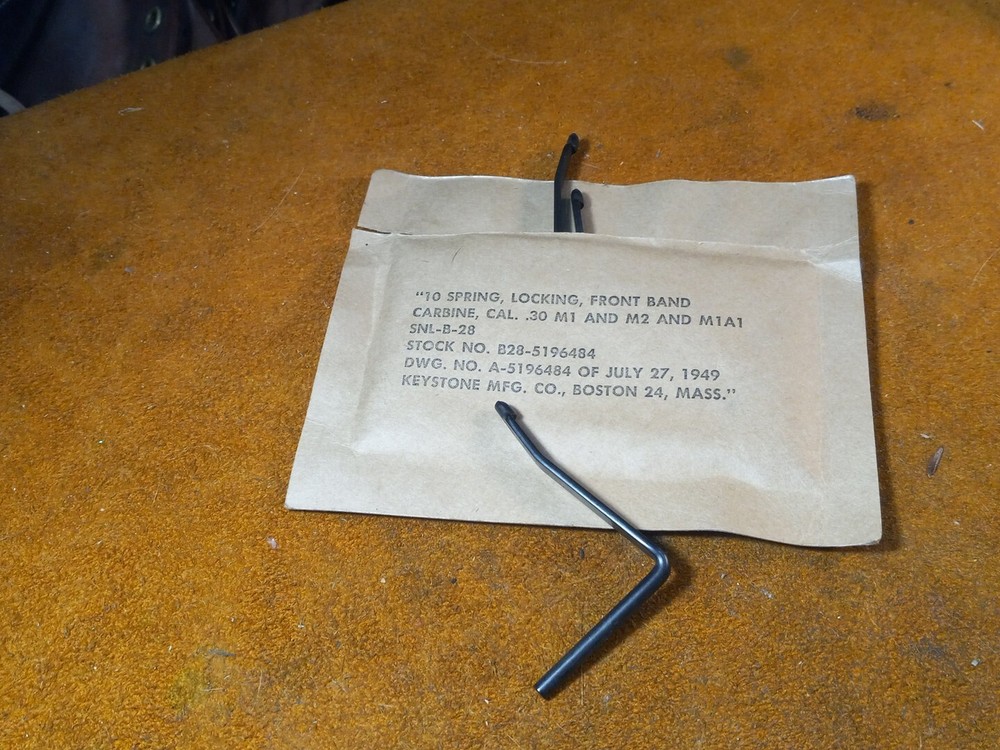 "10 SPRING, LOCKING, FRONT BAND
CARBINE, CAL. .30 M1 AND M2 AND M1A1
SNL-B-28
STOCK NO. B28-5196484
DWG. NO. A-5196484 OF JULY 27, 1949
KEYSTONE MFG. CO., BOSTON 24, MASS."